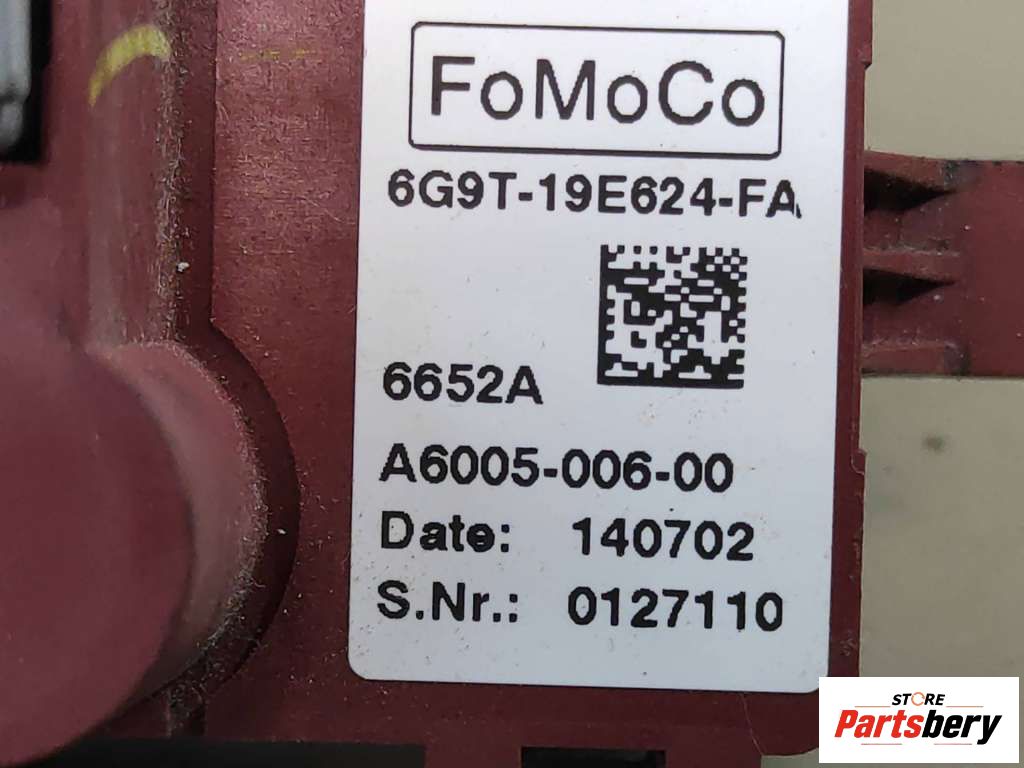 FoMoCo
6G9T-19E624-FA
6652A
A6005-006-00
Date: 140702
S.Nr.: 0127110
STORE
Partsbery